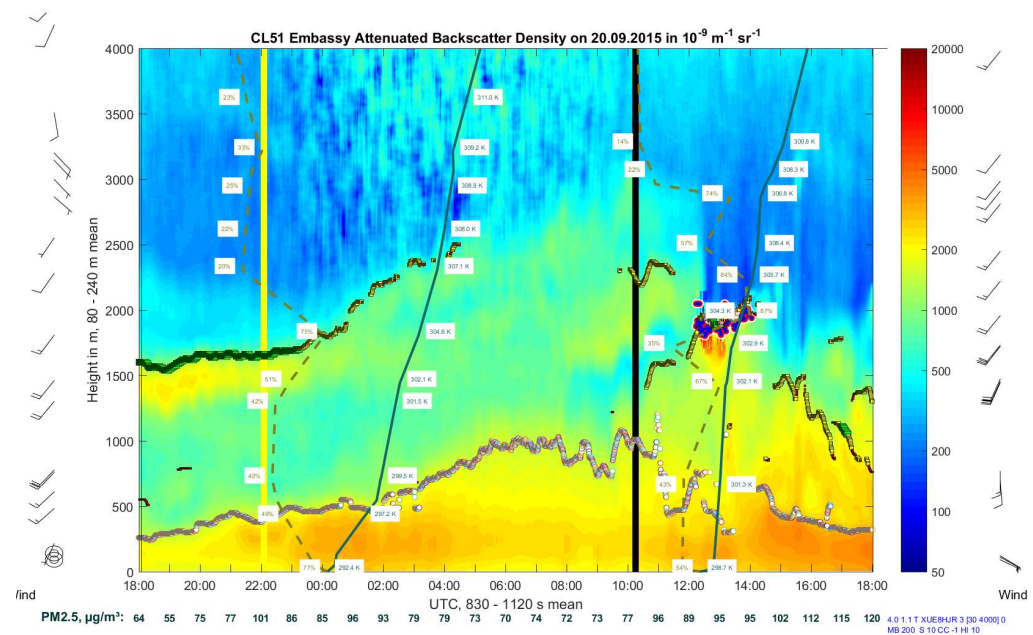 CL51 Embassy Attenuated Backscatter Density on 20.09.2015 in 10⁻⁹ m⁻¹ sr⁻¹
Height in m, 80 - 240 mean
4000
3500
3000
2500
2000
1500
1000
500
0
23%
33%
25%
22%
20%
75%
51%
42%
40%
49%
77%
311.0 K
309.2 K
308.9 K
308.0 K
307.1 K
304.6 K
302.1 K
301.5 K
299.5 K
297.2 K
292.4 K
14%
22%
74%
57%
84%
87%
35%
67%
43%
54%
309.8 K
308.3 K
306.8 K
306.4 K
305.7 K
304.3 K
302.9 K
302.1 K
301.3 K
298.7 K
20000
10000
5000
2000
1000
500
200
100
50
18:00 20:00 22:00 00:00 02:00 04:00 06:00 08:00 10:00 12:00 14:00 16:00 18:00
UTC, 830 - 1120 s mean
Wind
PM2.5, µg/m³: 64 55 75 77 101 86 85 96 93 79 79 73 70 74 72 73 77 96 89 95 95 102 112 115 120
4.0 1.1 T XUE8HJR 3 [30 4000] 0
MB 200 S 10 CC -1 HI 10